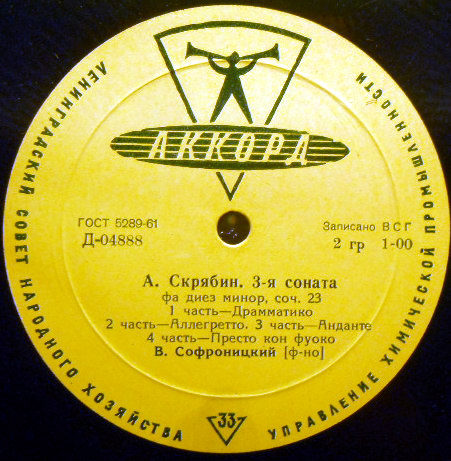 АККОРД
ГОСТ 5289-61
Д-04888
Записано ВСГ
2 гр 1-00
А. Скрябин. 3-я соната
фа диез минор, соч. 23
1 часть—Драмматико
2 часть—Аллегретто. 3 часть—Анданте
4 часть—Престо кон фуоко
В. Софроницкий [ф-но]
33
ЛЕНИНГРАДСКИЙ СОВЕТ НАРОДНОГО ХОЗЯЙСТВА
УПРАВЛЕНИЕ ХИМИЧЕСКОЙ ПРОМЫШЛЕННОСТИ